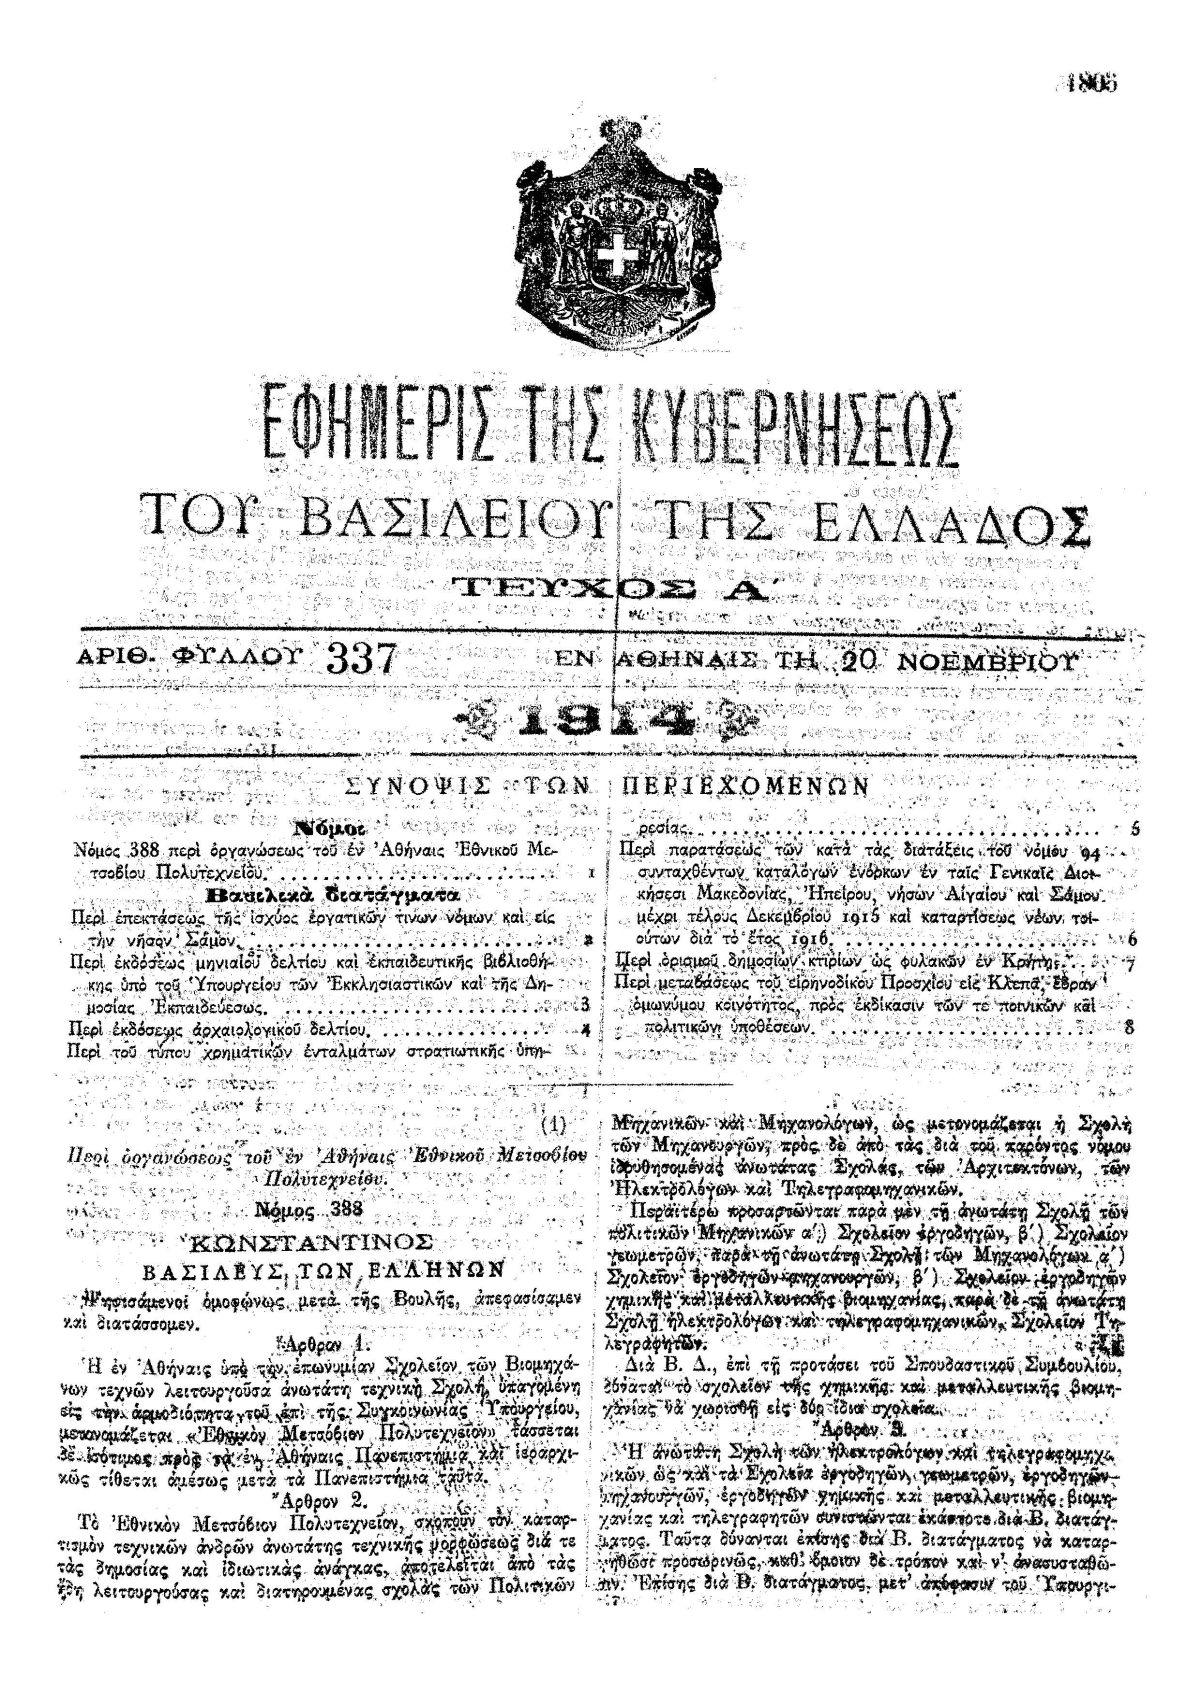 1805
ΕΦΗΜΕΡΙΣ ΤΗΣ ΚΥΒΕΡΝΗΣΕΩΣ
ΤΟΥ ΒΑΣΙΛΕΙΟΥ ΤΗΣ ΕΛΛΑΔΟΣ
ΤΕΥΧΟΣ Α΄
ΑΡΙΘ. ΦΥΛΛΟΥ 337
ΕΝ ΑΘΗΝΑΙΣ ΤΗ 20 ΝΟΕΜΒΡΙΟΥ
1914
ΣΥΝΟΨΙΣ ΤΩΝ ΠΕΡΙΕΧΟΜΕΝΩΝ
Νόμοι
Νόμος 388 περὶ ὀργανώσεως τοῦ ἐν Ἀθήναις Ἐθνικοῦ Με-
τσοβίου Πολυτεχνείου. 1
Βασιλικὰ διατάγματα
Περὶ ἐπεκτάσεως τῆς ἰσχύος ἐργατικῶν τινων νόμων καὶ εἰς
τὴν νῆσον Σάμον. 2
Περὶ ἐκδόσεως μηνιαίου δελτίου καὶ ἐκπαιδευτικῆς βιβλιοθή-
κης ὑπὸ τοῦ Ὑπουργείου τῶν Ἐκκλησιαστικῶν καὶ τῆς Δη-
μοσίας Ἐκπαιδεύσεως. 3
Περὶ ἐκδόσεως ἀρχαιολογικοῦ δελτίου. 4
Περὶ τοῦ τύπου χρηματικῶν ἐνταλμάτων στρατιωτικῆς ὑπη-
ρεσίας. 5
Περὶ παρατάσεως τῶν κατὰ τὰς διατάξεις τοῦ νόμου 94
συνταχθέντων καταλόγων ἐνόρκων ἐν ταῖς Γενικαῖς Διοι-
κήσεσι Μακεδονίας, Ἠπείρου, νήσων Αἰγαίου καὶ Σάμου
μέχρι τέλους Δεκεμβρίου 1915 καὶ καταρτίσεως νέων τοι-
ούτων διὰ τὸ ἔτος 1916. 6
Περὶ ὁρισμοῦ δημοσίων κτιρίων ὡς φυλακῶν ἐν Κρήτῃ. 7
Περὶ μεταβάσεως τοῦ εἰρηνοδίκου Προσχίου εἰς Κλεπὰ, ἕδραν
ὁμωνύμου κοινότητος, πρὸς ἐκδίκασιν τῶν τε ποινικῶν καὶ
πολιτικῶν ὑποθέσεων. 8
(1)
Περὶ ὀργανώσεως τοῦ ἐν Ἀθήναις Ἐθνικοῦ Μετσοβίου
Πολυτεχνείου.
Νόμος 388
ΚΩΝΣΤΑΝΤΙΝΟΣ
ΒΑΣΙΛΕΥΣ ΤΩΝ ΕΛΛΗΝΩΝ
Ψηφισάμενοι ὁμοφώνως μετὰ τῆς Βουλῆς, ἀπεφασίσαμεν
καὶ διατάσσομεν.
Ἄρθρον 1.
Ἡ ἐν Ἀθήναις ὑπὸ τὴν ἐπωνυμίαν Σχολεῖον τῶν Βιομηχά-
νων τεχνῶν λειτουργοῦσα ἀνωτάτη τεχνικὴ Σχολή, ὑπαγομένη
εἰς τὴν ἁρμοδιότητα τοῦ ἐπὶ τῆς Συγκοινωνίας Ὑπουργείου,
μετονομάζεται «Ἐθνικὸν Μετσόβιον Πολυτεχνεῖον» τάσσεται
δὲ ἰσότιμος πρὸς τὰ ἐν Ἀθήναις Πανεπιστήμια καὶ ἱεραρχι-
κῶς τίθεται ἀμέσως μετὰ τὰ Πανεπιστήμια ταῦτα.
Ἄρθρον 2.
Τὸ Ἐθνικὸν Μετσόβιον Πολυτεχνεῖον, σκοποῦν τὸν καταρ-
τισμὸν τεχνικῶν ἀνδρῶν ἀνωτάτης τεχνικῆς μορφώσεως διά τε
τὰς δημοσίας καὶ ἰδιωτικὰς ἀνάγκας, ἀποτελεῖται ἀπὸ τὰς
ἤδη λειτουργούσας καὶ διατηρουμένας σχολὰς τῶν Πολιτικῶν
Μηχανικῶν καὶ Μηχανολόγων, ὡς μετονομάζεται ἡ Σχολὴ
τῶν Μηχανουργῶν, πρὸς δὲ ἀπὸ τὰς διὰ τοῦ παρόντος νόμου
ἱδρυθησομένας ἀνωτάτας Σχολάς, τῶν Ἀρχιτεκτόνων, τῶν
Ἠλεκτρολόγων καὶ Τηλεγραφομηχανικῶν.
Περαιτέρω προσαρτῶνται παρὰ μὲν τῇ ἀνωτάτῃ Σχολῇ τῶν
πολιτικῶν Μηχανικῶν α΄) Σχολεῖον ἐργοδηγῶν, β΄) Σχολεῖον
γεωμετρῶν, παρὰ τῇ ἀνωτάτῃ Σχολῇ τῶν Μηχανολόγων α΄)
Σχολεῖον ἐργοδηγῶν μηχανουργῶν, β΄) Σχολεῖον ἐργοδηγῶν
χημικῆς καὶ μεταλλευτικῆς βιομηχανίας, παρὰ δὲ τῇ ἀνωτάτῃ
Σχολῇ ἠλεκτρολόγων καὶ τηλεγραφομηχανικῶν, Σχολεῖον Τη-
λεγραφητῶν.
Διὰ Β. Δ., ἐπὶ τῇ προτάσει τοῦ Σπουδαστικοῦ Συμβουλίου,
δύναται τὸ σχολεῖον τῆς χημικῆς καὶ μεταλλευτικῆς βιομη-
χανίας νὰ χωρισθῇ εἰς δύο ἴδια σχολεῖα.
Ἄρθρον 3.
Ἡ ἀνωτάτη Σχολὴ τῶν ἠλεκτρολόγων καὶ τηλεγραφομηχα-
νικῶν ὡς καὶ τὰ Σχολεῖα ἐργοδηγῶν, γεωμετρῶν, ἐργοδηγῶν
μηχανουργῶν, ἐργοδηγῶν χημικῆς καὶ μεταλλευτικῆς βιομη-
χανίας καὶ τηλεγραφητῶν συνιστῶνται ἑκάστοτε διὰ Β. διατάγ-
ματος. Ταῦτα δύνανται ἐπίσης διὰ Β. διατάγματος νὰ καταρ-
γηθῶσι προσωρινῶς, καθ' ὅμοιον δὲ τρόπον καὶ ν' ἀνασυσταθῶ-
σιν. Ἐπίσης διὰ Β. διατάγματος, μετ' ἀπόφασιν τοῦ Ὑπουργι-